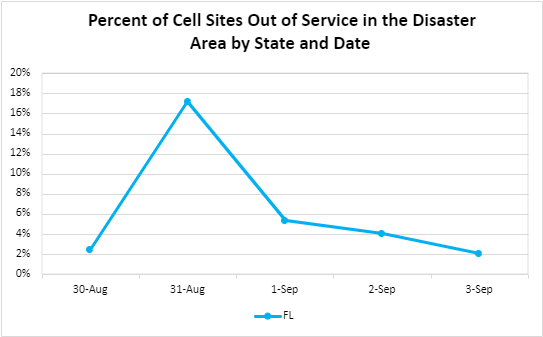 Percent of Cell Sites Out of Service in the Disaster
Area by State and Date
20%
18%
16%
14%
12%
10%
8%
6%
4%
2%
0%
30-Aug 31-Aug 1-Sep 2-Sep 3-Sep
FL